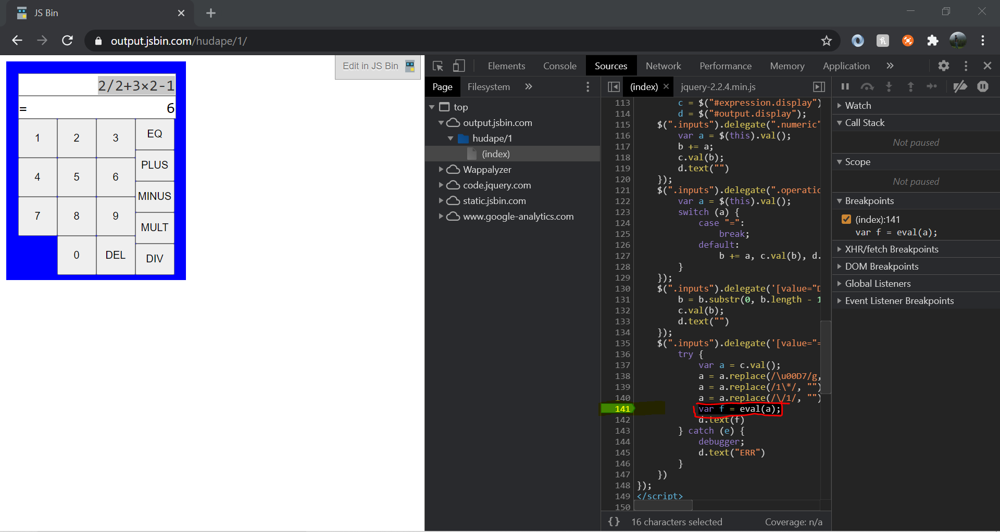 JS Bin
output.jsbin.com/hudape/1/
Edit in JS Bin
2/2+3×2-1
= 6
1 2 3 EQ
PLUS
4 5 6
MINUS
7 8 9
MULT
0 DEL DIV
Elements Console Sources Network Performance Memory Application »
Page Filesystem »
top
output.jsbin.com
hudape/1
(index)
Wappalyzer
code.jquery.com
static.jsbin.com
www.google-analytics.com
(index) × jquery-2.2.4.min.js
113 c = $("#expression.display")
114 d = $("#output.display");
115 $(".inputs").delegate(".numeric"
116 var a = $(this).val();
117 b += a;
118 c.val(b);
119 d.text("")
120 });
121 $(".inputs").delegate(".operatic
122 var a = $(this).val();
123 switch (a) {
124 case "=":
125 break;
126 default:
127 b += a, c.val(b), d.
128 }
129 });
130 $(".inputs").delegate('[value="D
131 b = b.substr(0, b.length - 1
132 c.val(b);
133 d.text("")
134 });
135 $(".inputs").delegate('[value="=
136 try {
137 var a = c.val();
138 a = a.replace(/\u00D7/g,
139 a = a.replace(/1\*/, "")
140 a = a.replace(/\/1/, "")
141 var f = eval(a);
142 d.text(f)
143 } catch (e) {
144 debugger;
145 d.text("ERR")
146 }
147 })
148 });
149 </script>
150
{} 16 characters selected Coverage: n/a
Watch
Call Stack
Not paused
Scope
Not paused
Breakpoints
(index):141
var f = eval(a);
XHR/fetch Breakpoints
DOM Breakpoints
Global Listeners
Event Listener Breakpoints